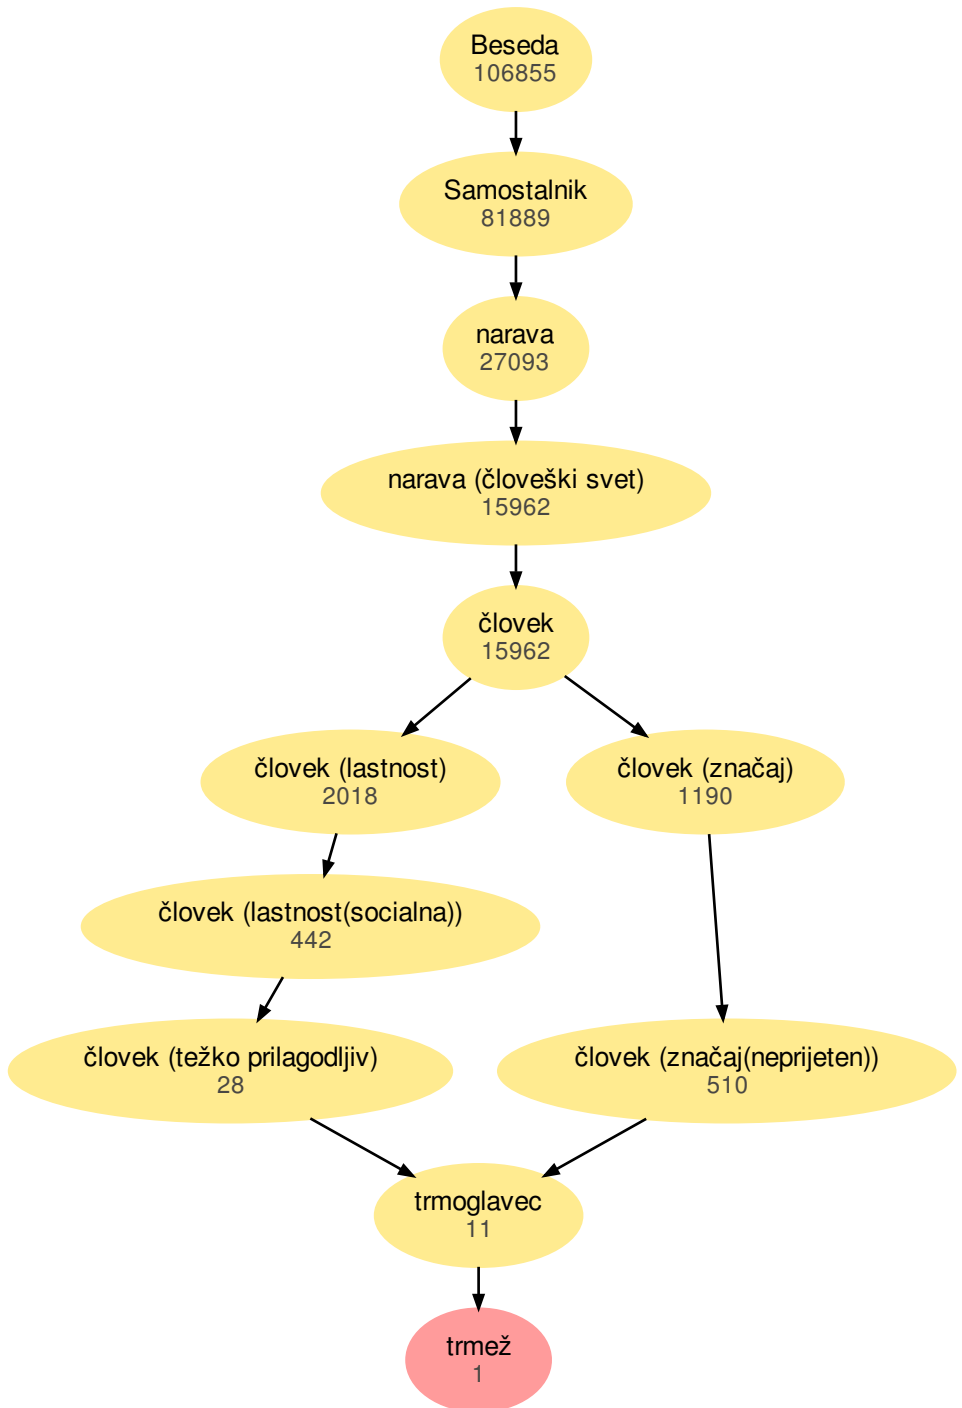 Beseda
106855
Samostalnik
81889
narava
27093
narava (človeški svet)
15962
človek
15962
človek (lastnost)
2018
človek (značaj)
1190
človek (lastnost(socialna))
442
človek (težko prilagodljiv)
28
človek (značaj(neprijeten))
510
trmoglavec
11
trmež
1